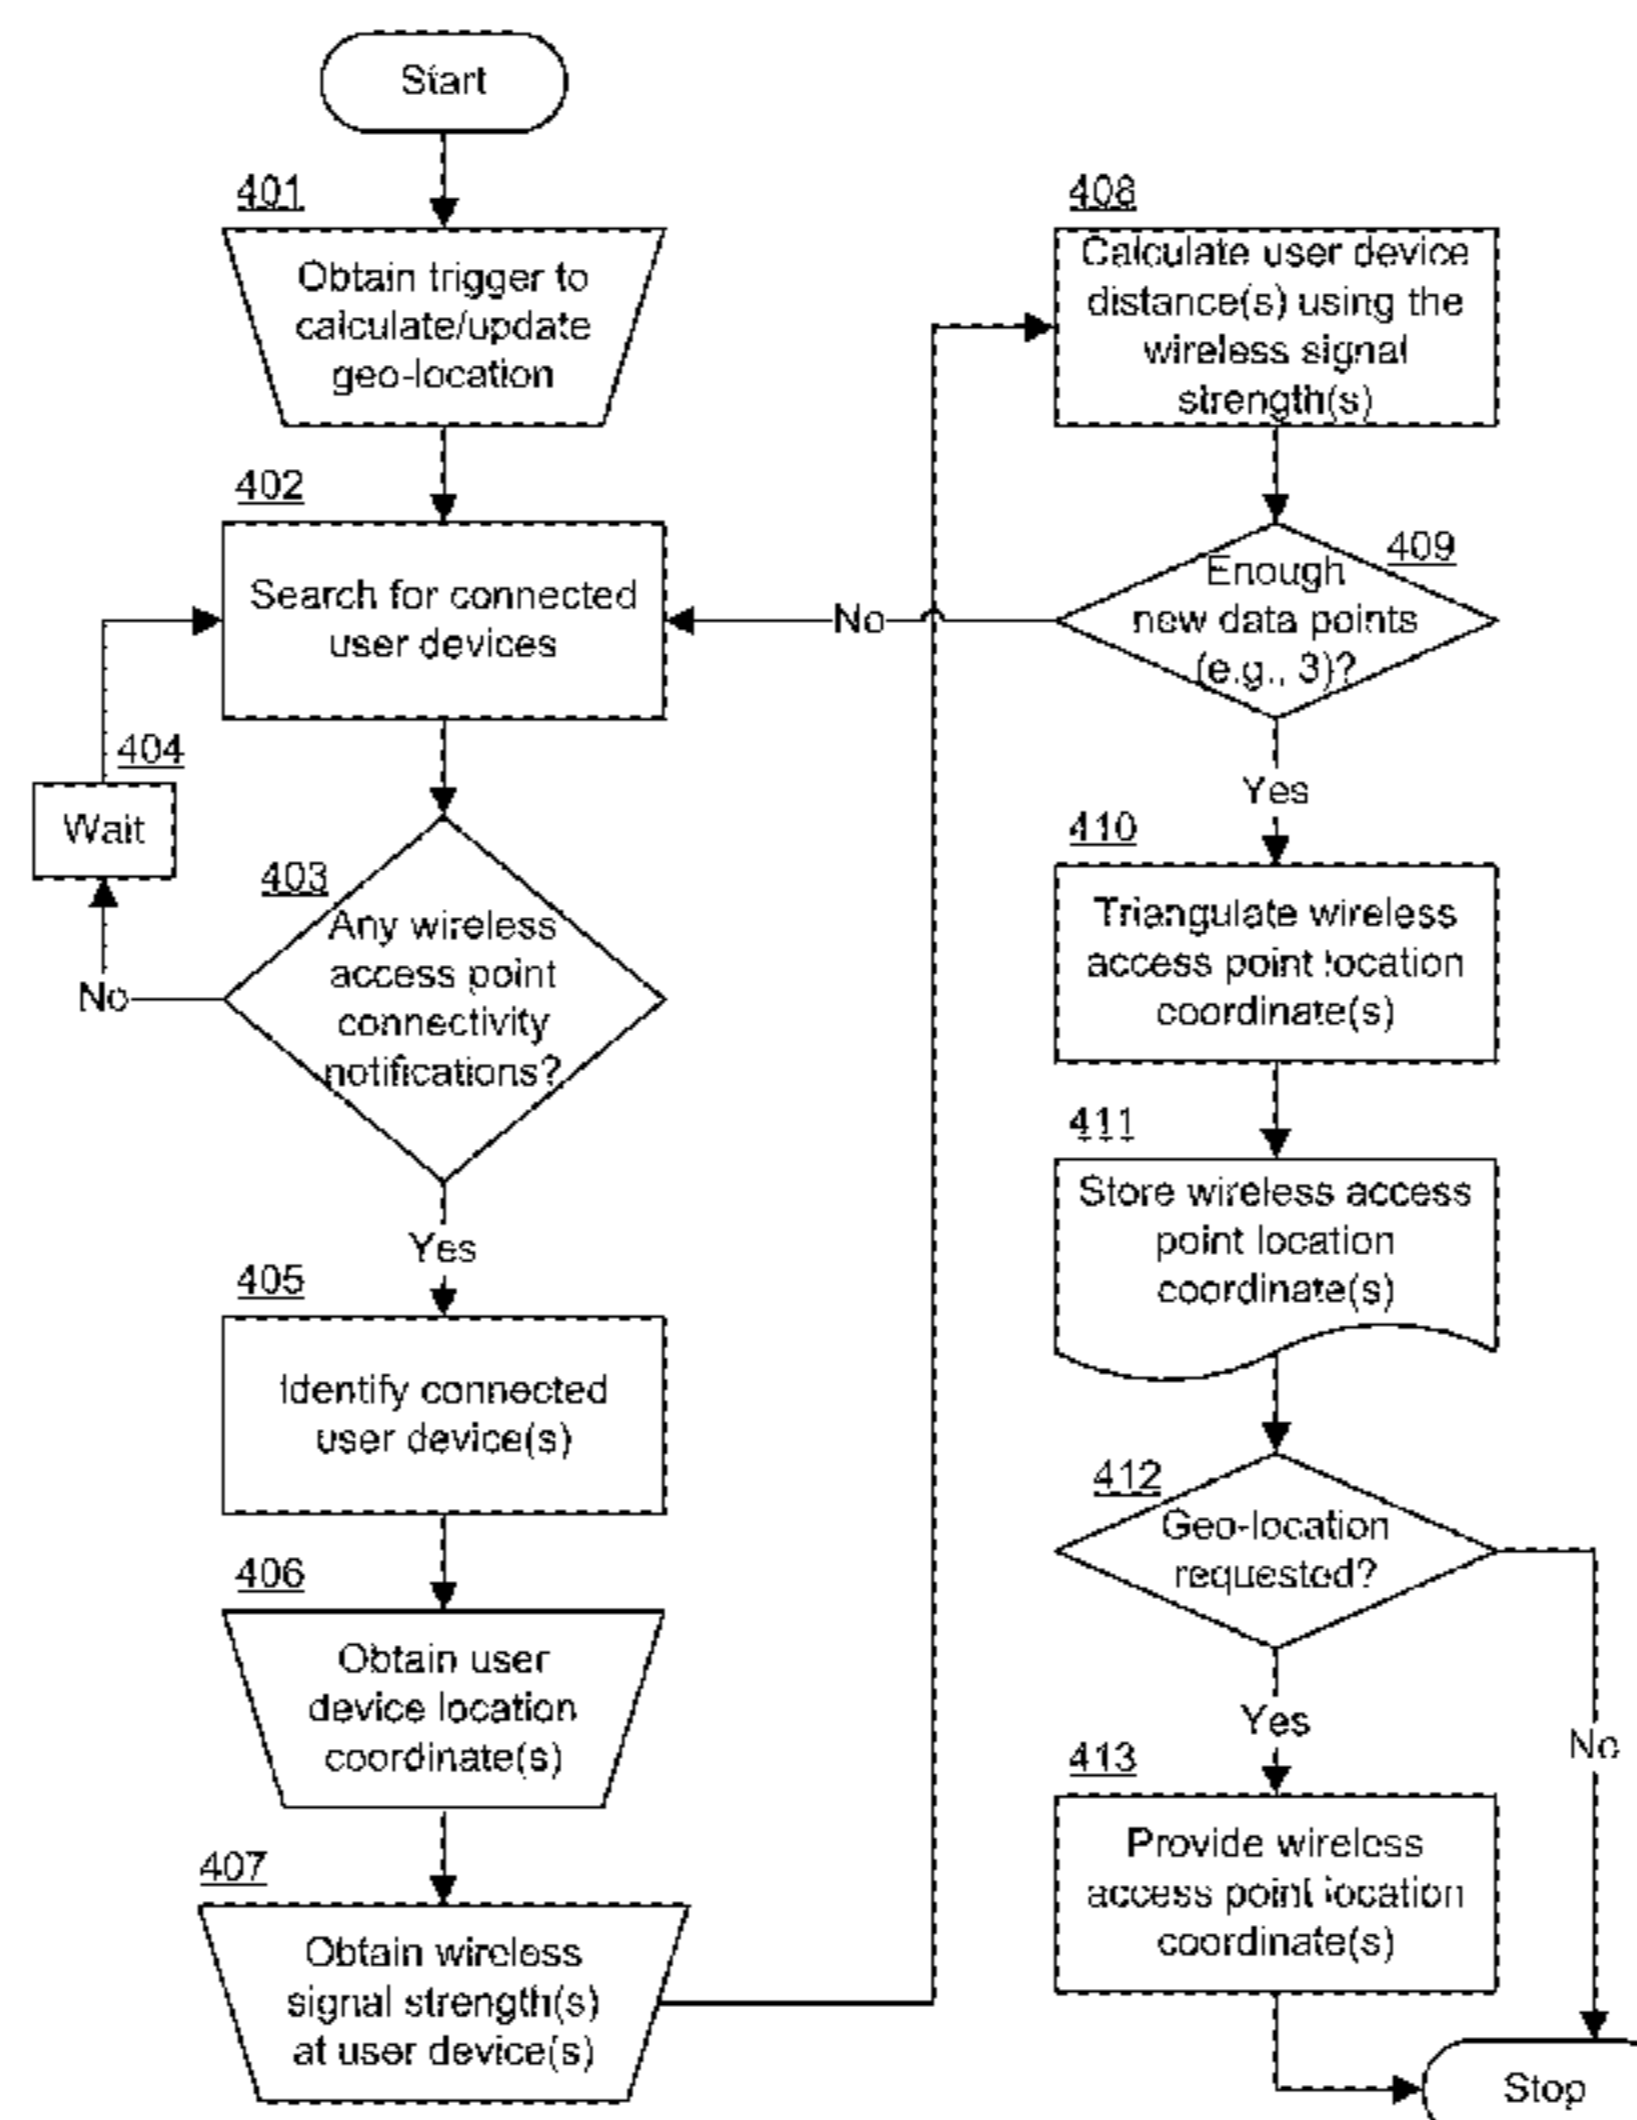 Start
401
Obtain trigger to
calculate/update
geo-location
402
Search for connected
user devices
404
Wait
403
Any wireless
access point
connectivity
notifications?
No
Yes
405
Identify connected
user device(s)
406
Obtain user
device location
coordinate(s)
407
Obtain wireless
signal strength(s)
at user device(s)
408
Calculate user device
distance(s) using the
wireless signal
strength(s)
409
Enough
new data points
(e.g., 3)?
No
Yes
410
Triangulate wireless
access point location
coordinate(s)
411
Store wireless access
point location
coordinate(s)
412
Geo-location
requested?
Yes
No
413
Provide wireless
access point location
coordinate(s)
Stop